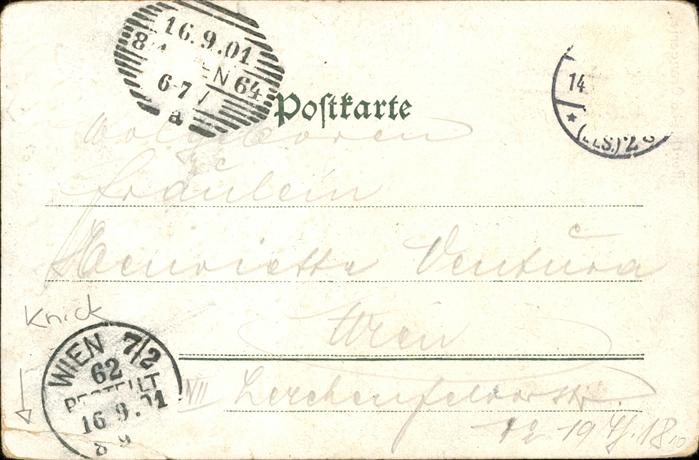 16.9.01
6-7
a
Postkarte
14
Fräulein
Henriette Ventura
Wien
Knick
WIEN 7/2
62
BESTELLT
16 9 01
VII Lerchenfelderstr.